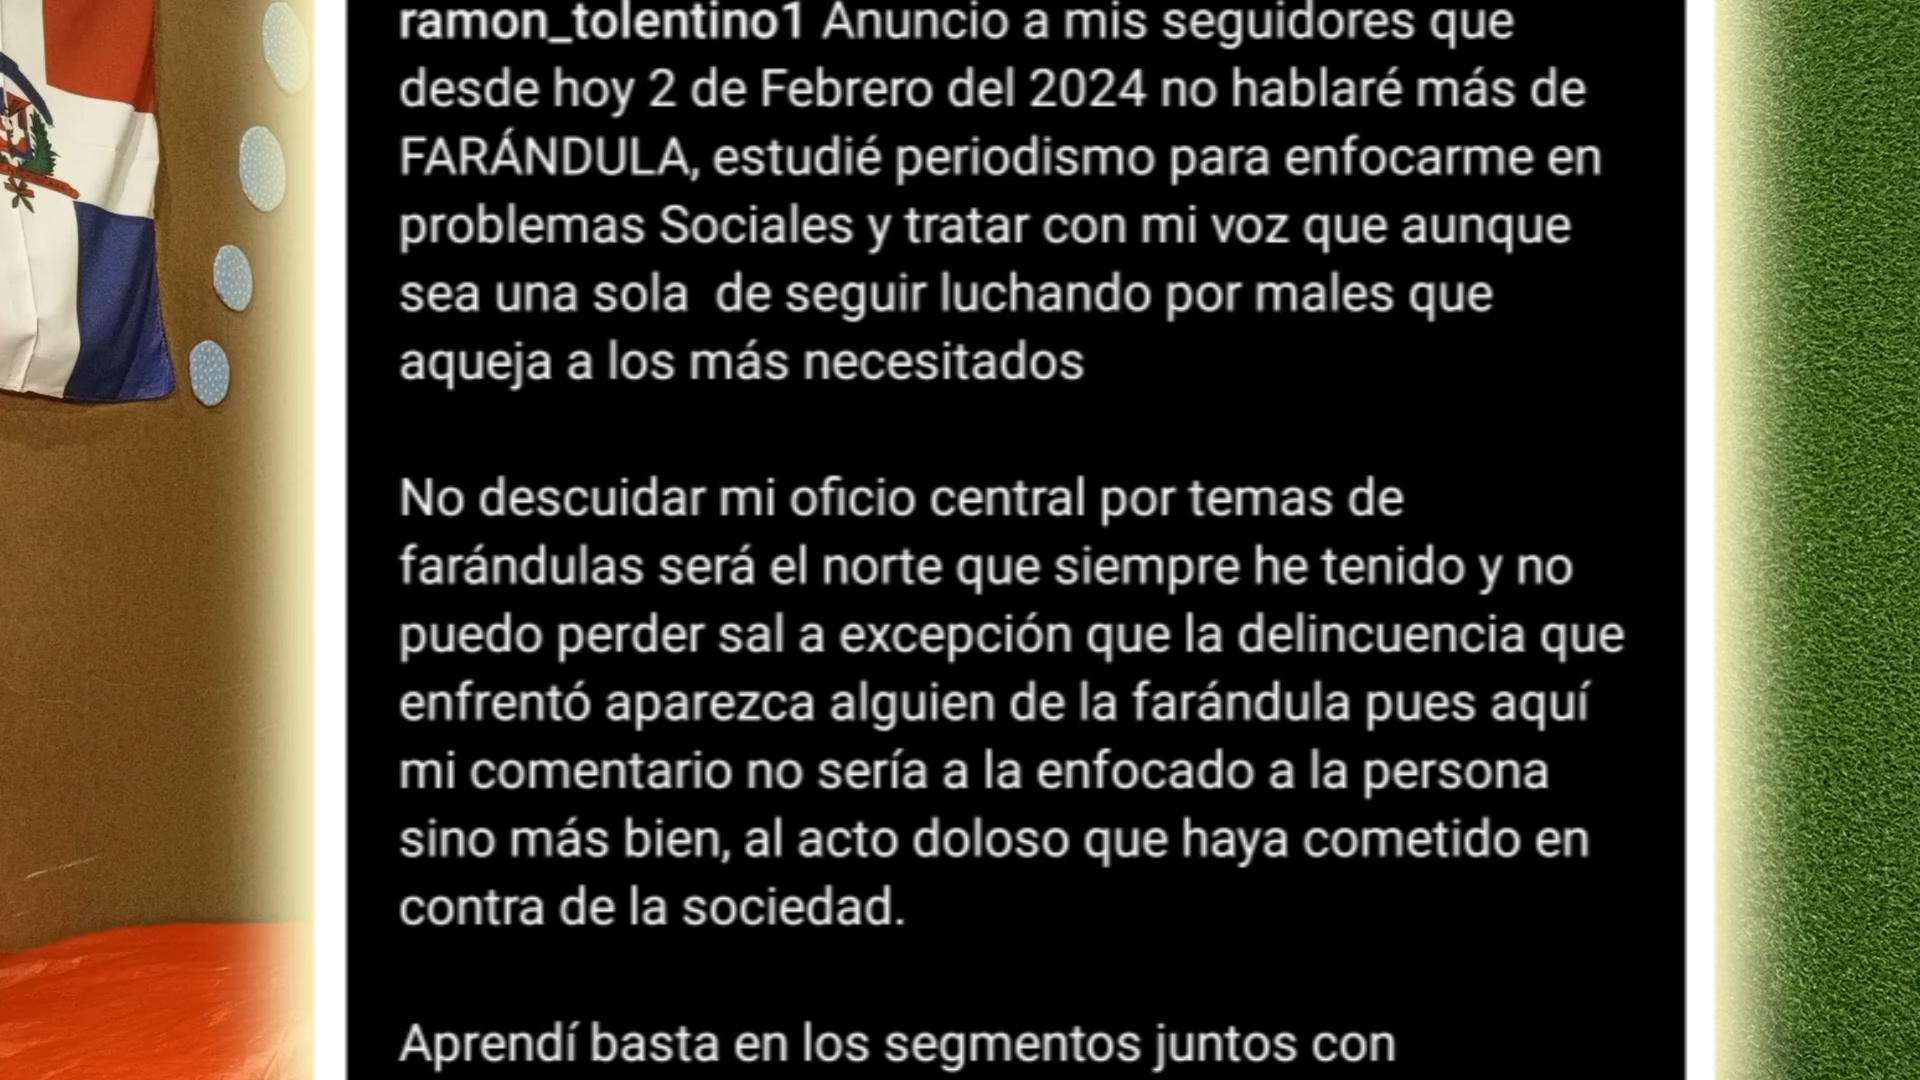 ramon_tolentino1 Anuncio a mis seguidores que
desde hoy 2 de Febrero del 2024 no hablaré más de
FARÁNDULA, estudié periodismo para enfocarme en
problemas Sociales y tratar con mi voz que aunque
sea una sola  de seguir luchando por males que
aqueja a los más necesitados
No descuidar mi oficio central por temas de
farándulas será el norte que siempre he tenido y no
puedo perder sal a excepción que la delincuencia que
enfrentó aparezca alguien de la farándula pues aquí
mi comentario no sería a la enfocado a la persona
sino más bien, al acto doloso que haya cometido en
contra de la sociedad.
Aprendí basta en los segmentos juntos con